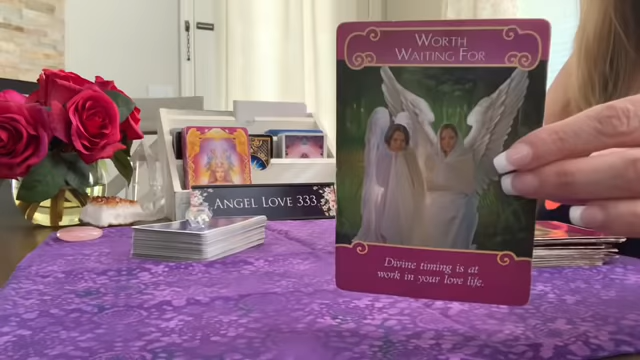 WORTH
WAITING FOR
ANGEL LOVE 333
Divine timing is at
work in your love life.